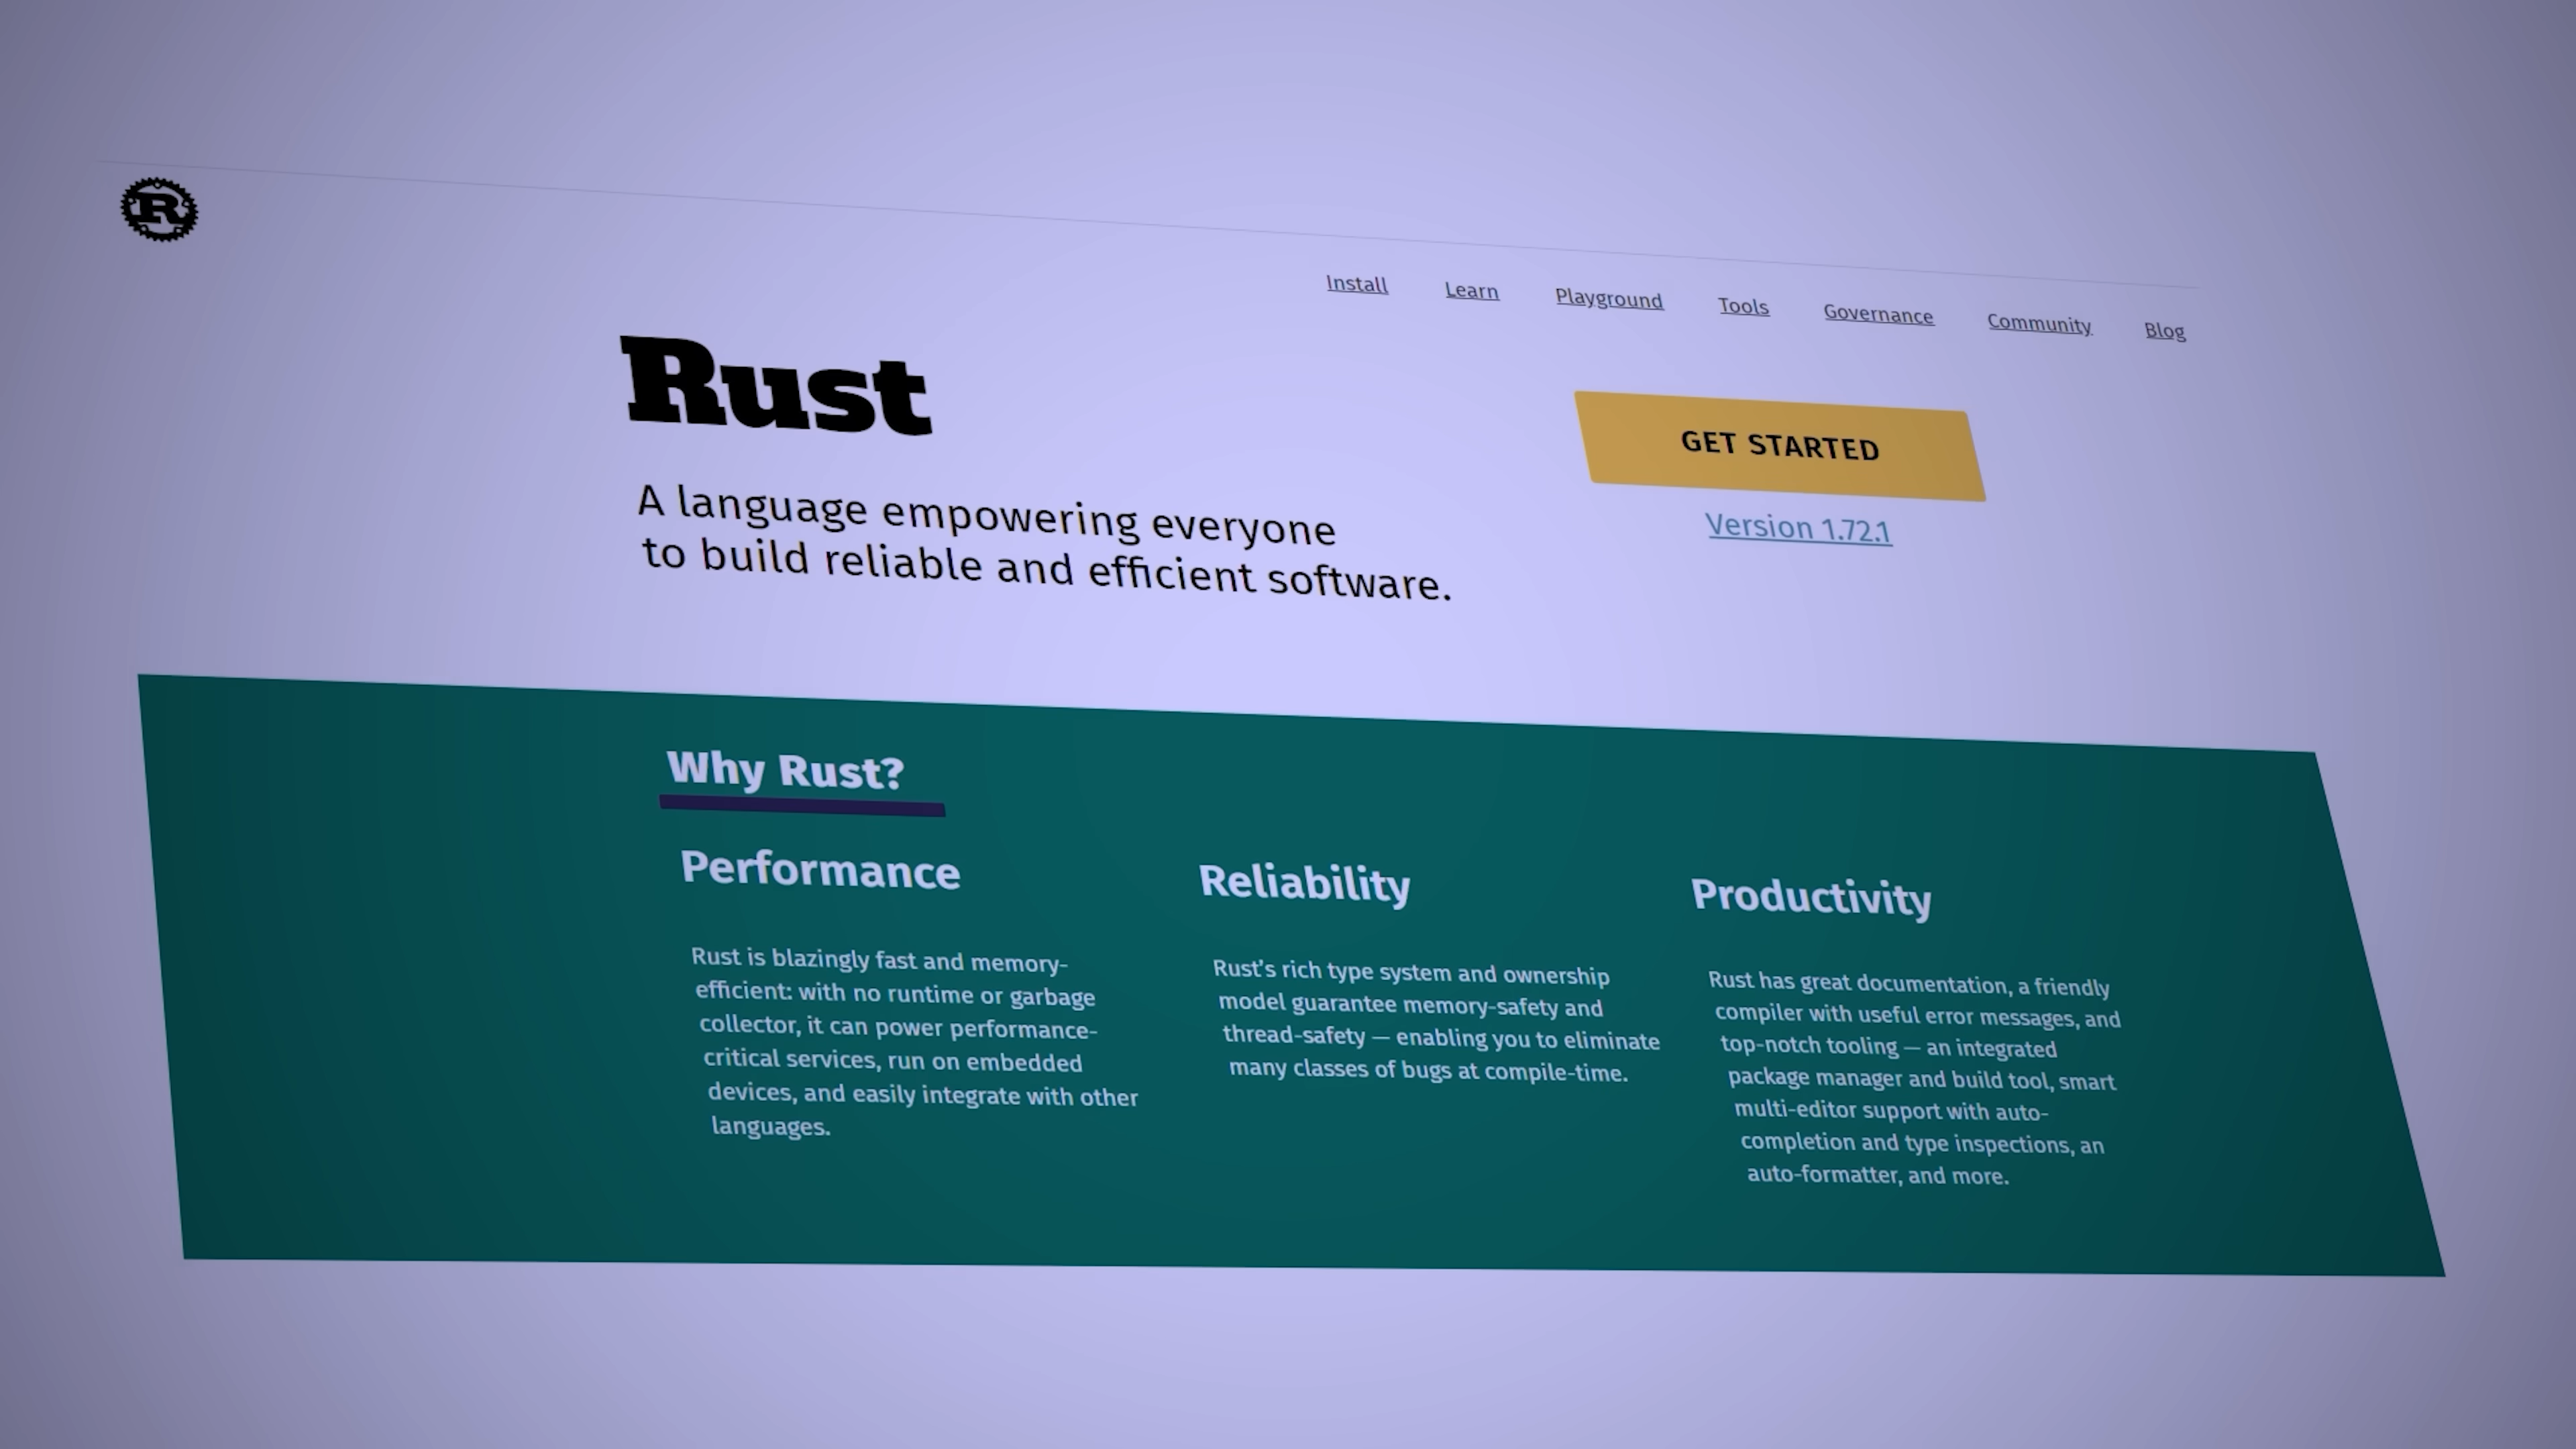 R
Install Learn Playground Tools Governance Community Blog
Rust
A language empowering everyone
to build reliable and efficient software.
GET STARTED
Version 1.72.1
Why Rust?
Performance
Rust is blazingly fast and memory-
efficient: with no runtime or garbage
collector, it can power performance-
critical services, run on embedded
devices, and easily integrate with other
languages.
Reliability
Rust's rich type system and ownership
model guarantee memory-safety and
thread-safety — enabling you to eliminate
many classes of bugs at compile-time.
Productivity
Rust has great documentation, a friendly
compiler with useful error messages, and
top-notch tooling — an integrated
package manager and build tool, smart
multi-editor support with auto-
completion and type inspections, an
auto-formatter, and more.